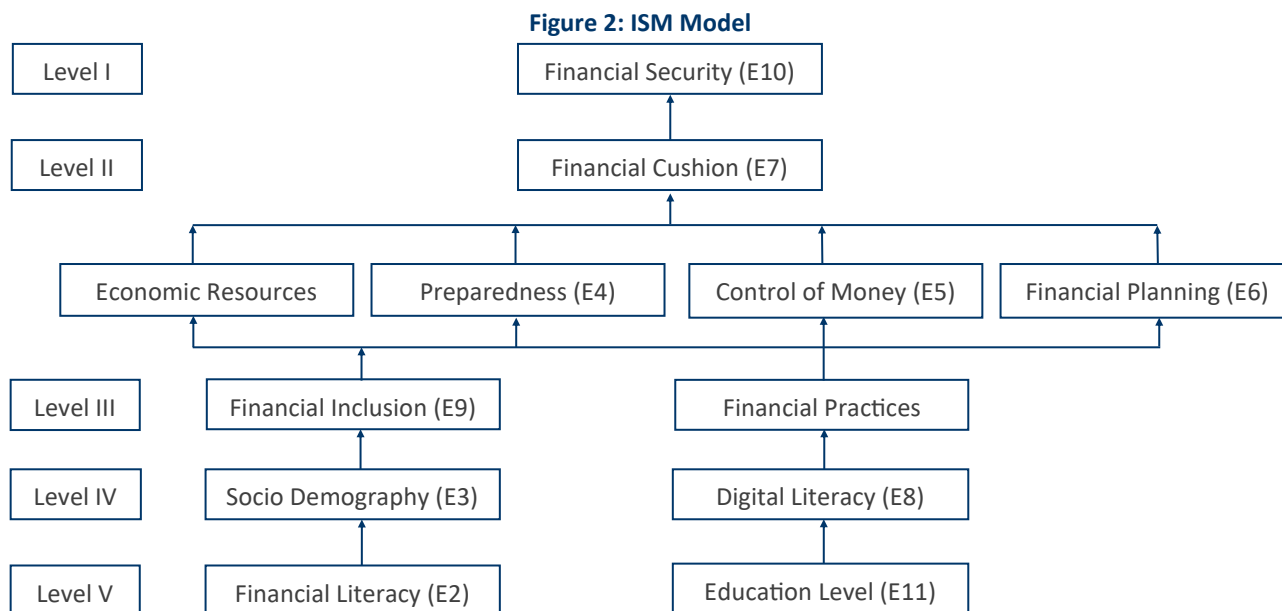 Figure 2: ISM Model
Level I
Financial Security (E10)
Level II
Financial Cushion (E7)
Economic Resources
Preparedness (E4)
Control of Money (E5)
Financial Planning (E6)
Level III
Financial Inclusion (E9)
Financial Practices
Level IV
Socio Demography (E3)
Digital Literacy (E8)
Level V
Financial Literacy (E2)
Education Level (E11)